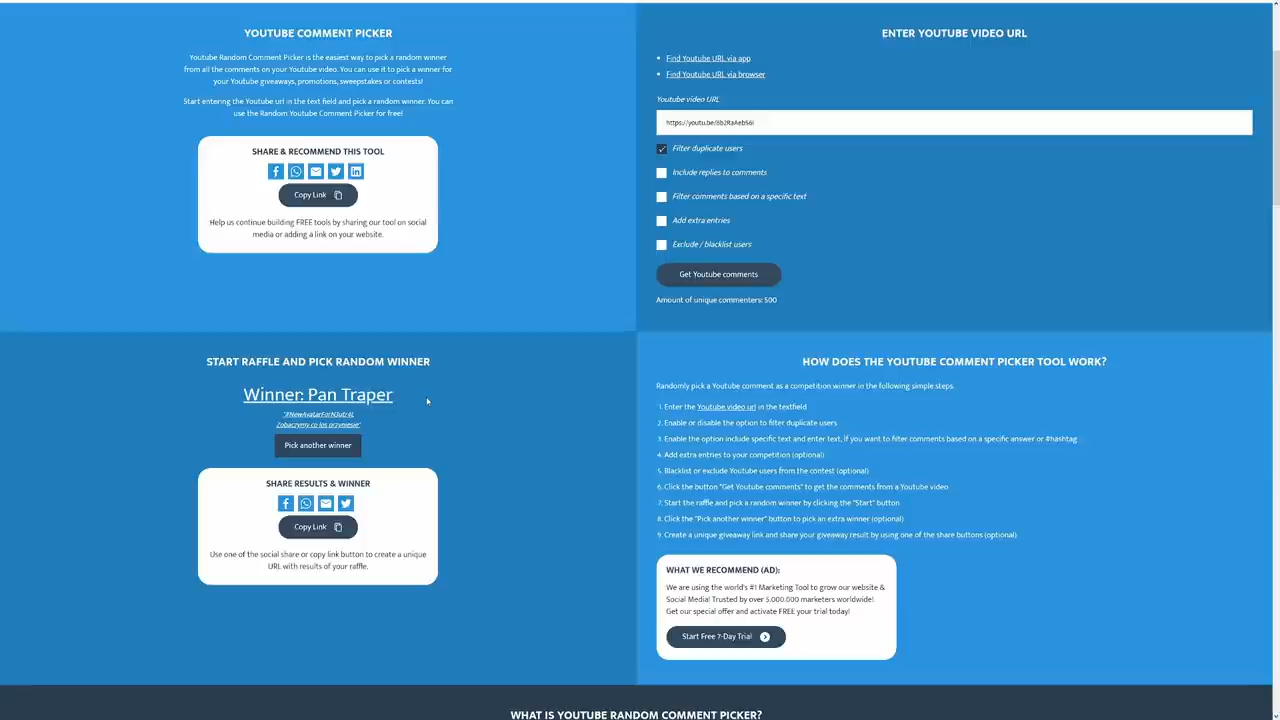 YOUTUBE COMMENT PICKER
Youtube Random Comment Picker is the easiest way to pick a random winner
from all the comments on your Youtube video. You can use it to pick a winner for
your Youtube giveaways, promotions, sweepstakes or contests!
Start entering the Youtube url in the text field and pick a random winner. You can
use the Random Youtube Comment Picker for free!
SHARE & RECOMMEND THIS TOOL
Copy Link
Help us continue building FREE tools by sharing our tool on social
media or adding a link on your website.
ENTER YOUTUBE VIDEO URL
• Find Youtube URL via app
• Find Youtube URL via browser
Youtube video URL
Filter duplicate users
Include replies to comments
Filter comments based on a specific text
Add extra entries
Exclude / blacklist users
Get Youtube comments
Amount of unique commenters: 500
START RAFFLE AND PICK RANDOM WINNER
Winner: Pan Traper
Zobaczymy co los przyniesie"
Pick another winner
SHARE RESULTS & WINNER
Copy Link
Use one of the social share or copy link button to create a unique
URL with results of your raffle.
HOW DOES THE YOUTUBE COMMENT PICKER TOOL WORK?
Randomly pick a Youtube comment as a competition winner in the following simple steps.
1. Enter the Youtube video url in the textfield
2. Enable or disable the option to filter duplicate users
3. Enable the option include specific text and enter text, if you want to filter comments based on a specific answer or #hashtag
4. Add extra entries to your competition (optional)
5. Blacklist or exclude Youtube users from the contest (optional)
6. Click the button "Get Youtube comments" to get the comments from a Youtube video
7. Start the raffle and pick a random winner by clicking the "Start" button
8. Click the "Pick another winner" button to pick an extra winner (optional)
9. Create a unique giveaway link and share your giveaway result by using one of the share buttons (optional)
WHAT WE RECOMMEND (AD):
We are using the world's #1 Marketing Tool to grow our website &
Social Media! Trusted by over 5.000.000 marketers worldwide!
Get our special offer and activate FREE your trial today!
Start Free 7-Day Trial
WHAT IS YOUTUBE RANDOM COMMENT PICKER?